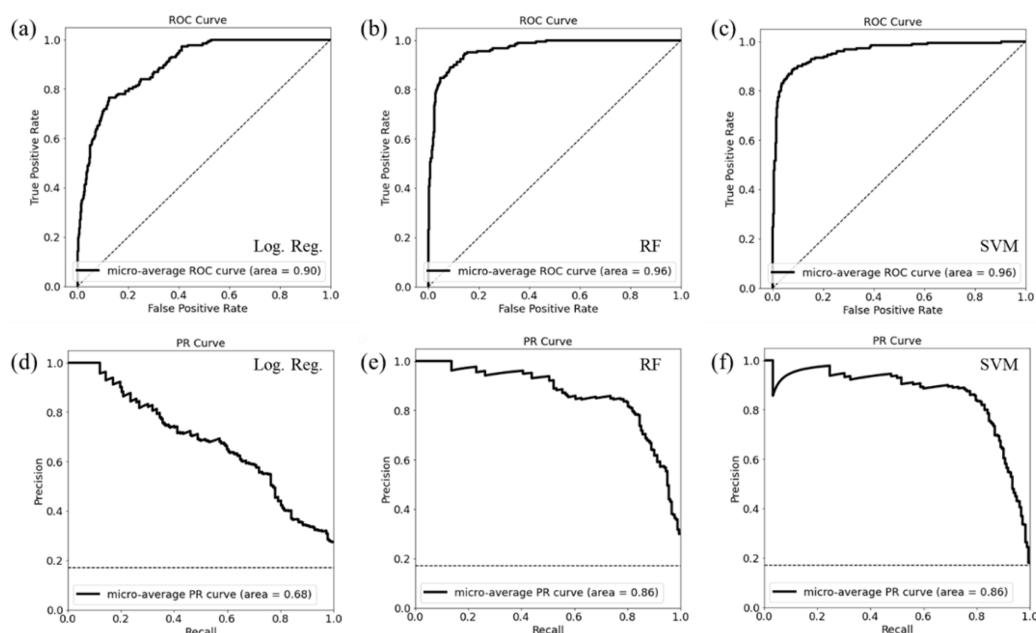 (a)
ROC Curve
1.0
0.8
0.6
0.4
0.2
0.0
True Positive Rate
Log. Reg.
micro-average ROC curve (area = 0.90)
0.0 0.2 0.4 0.6 0.8 1.0
False Positive Rate
(b)
ROC Curve
1.0
0.8
0.6
0.4
0.2
0.0
True Positive Rate
RF
micro-average ROC curve (area = 0.96)
0.0 0.2 0.4 0.6 0.8 1.0
False Positive Rate
(c)
ROC Curve
1.0
0.8
0.6
0.4
0.2
0.0
True Positive Rate
SVM
micro-average ROC curve (area = 0.96)
0.0 0.2 0.4 0.6 0.8 1.0
False Positive Rate
(d)
PR Curve
Log. Reg.
1.0
0.8
0.6
0.4
0.2
0.0
Precision
micro-average PR curve (area = 0.68)
0.0 0.2 0.4 0.6 0.8 1.0
Recall
(e)
PR Curve
RF
1.0
0.8
0.6
0.4
0.2
0.0
Precision
micro-average PR curve (area = 0.86)
0.0 0.2 0.4 0.6 0.8 1.0
Recall
(f)
PR Curve
SVM
1.0
0.8
0.6
0.4
0.2
0.0
Precision
micro-average PR curve (area = 0.86)
0.0 0.2 0.4 0.6 0.8 1.0
Recall